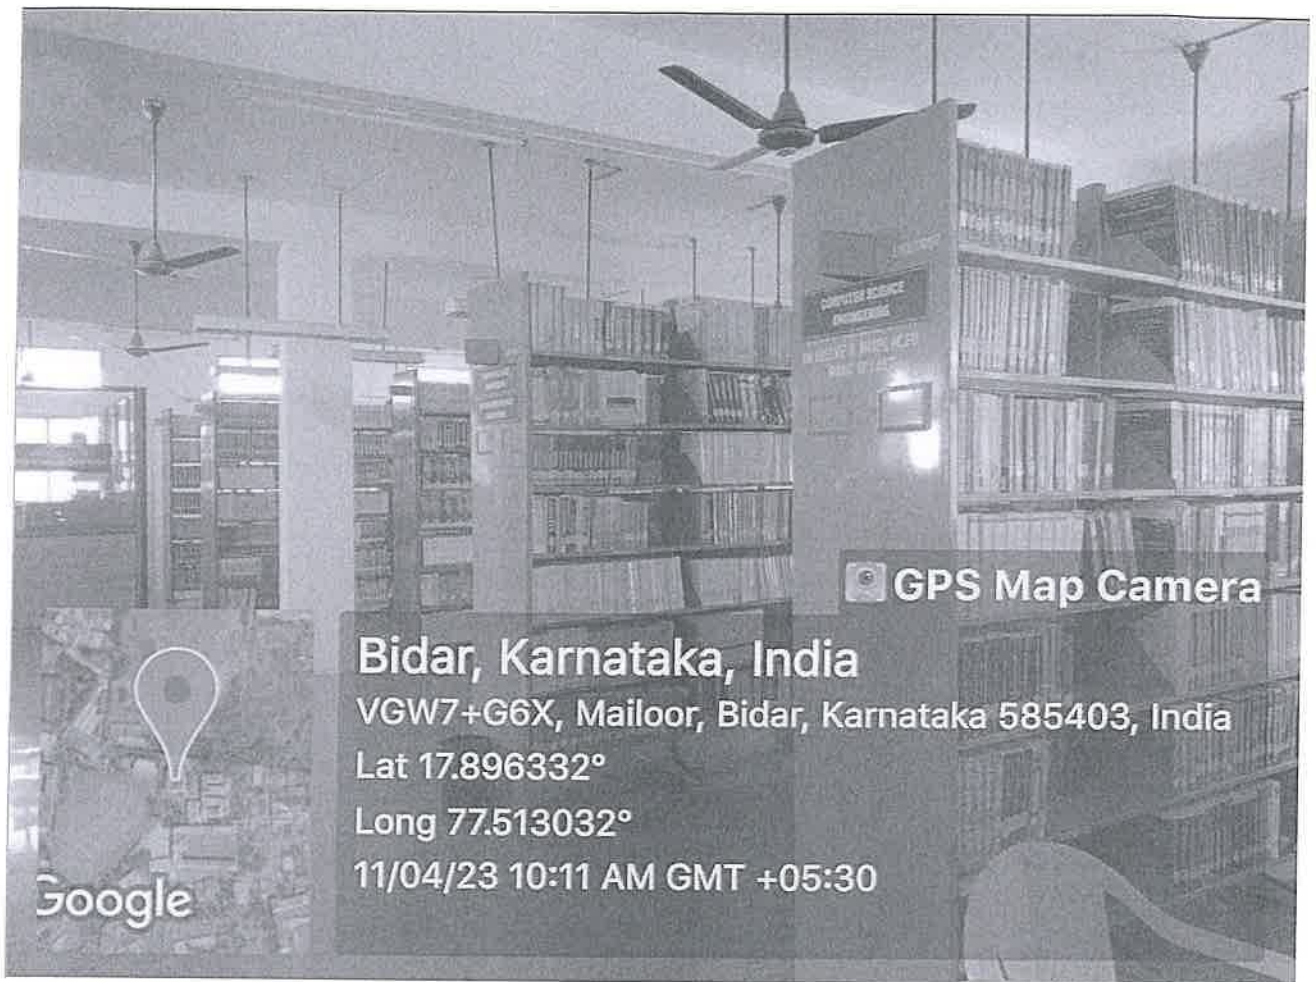 COMPUTER SCIENCE
ENGINEERING
GPS Map Camera
Bidar, Karnataka, India
VGW7+G6X, Mailoor, Bidar, Karnataka 585403, India
Lat 17.896332°
Long 77.513032°
11/04/23 10:11 AM GMT +05:30
Google